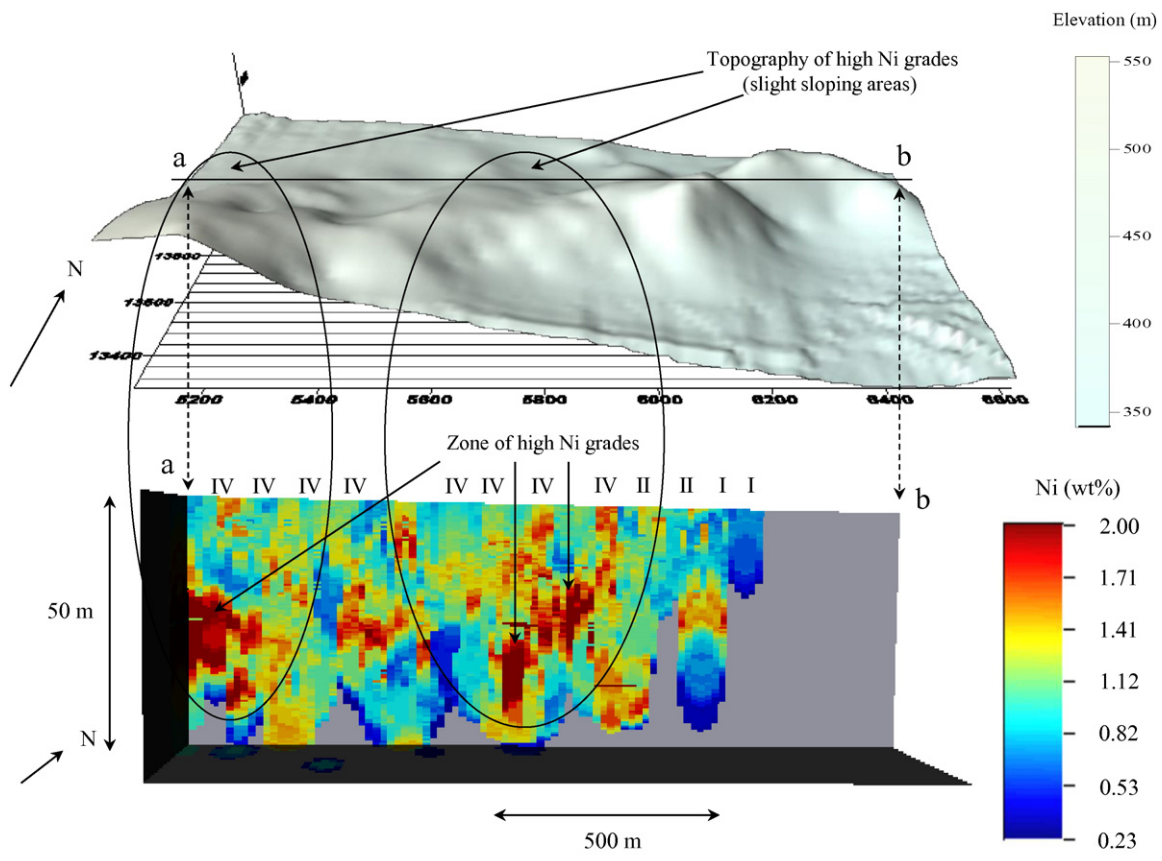 Elevation (m)
Topography of high Ni grades
(slight sloping areas)
550
500
450
400
350
a
b
N
13800
13600
13400
5200
5400
5600
5800
6000
6200
6400
6600
Zone of high Ni grades
a
IV IV IV IV IV IV IV IV II II I I
b
Ni (wt%)
2.00
1.71
1.41
1.12
0.82
0.53
0.23
50 m
N
500 m